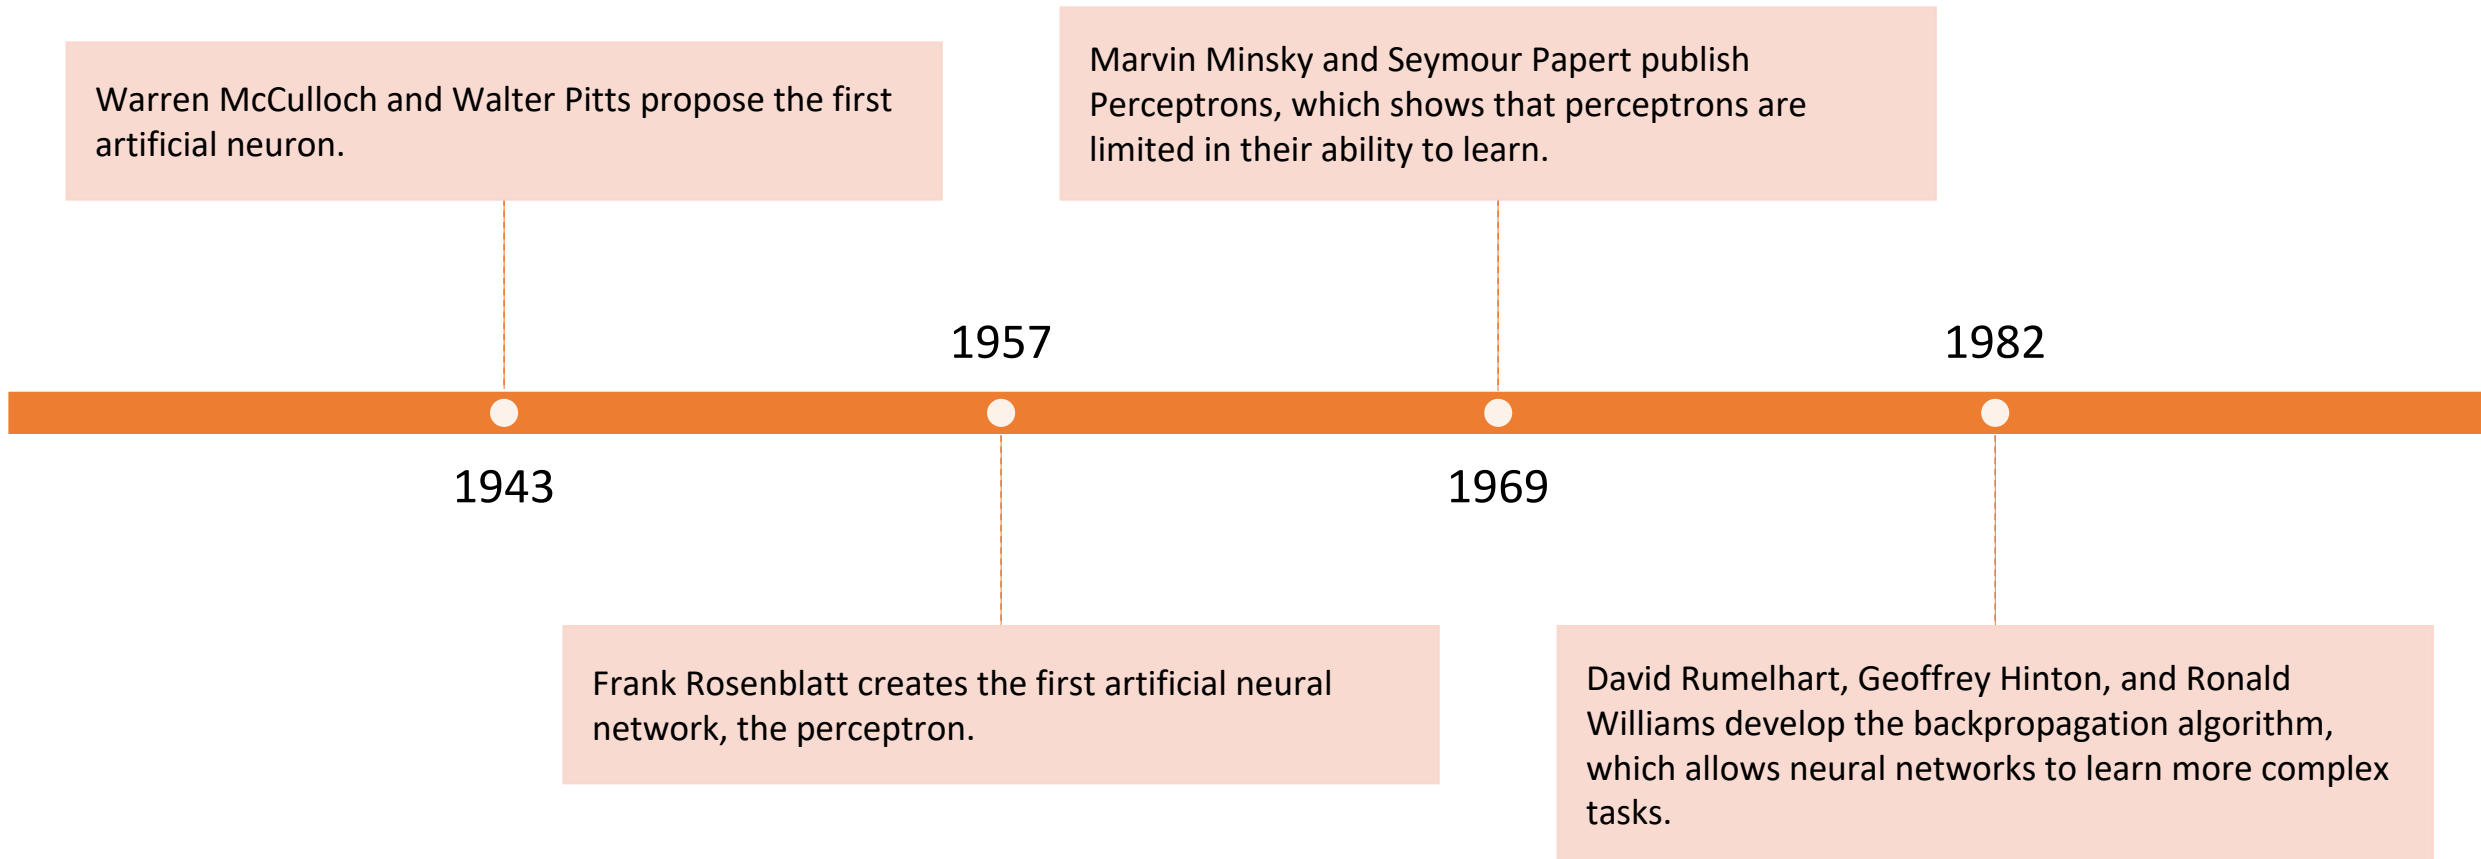 Warren McCulloch and Walter Pitts propose the first
artificial neuron.
Marvin Minsky and Seymour Papert publish
Perceptrons, which shows that perceptrons are
limited in their ability to learn.
1957
1982
1943
1969
Frank Rosenblatt creates the first artificial neural
network, the perceptron.
David Rumelhart, Geoffrey Hinton, and Ronald
Williams develop the backpropagation algorithm,
which allows neural networks to learn more complex
tasks.